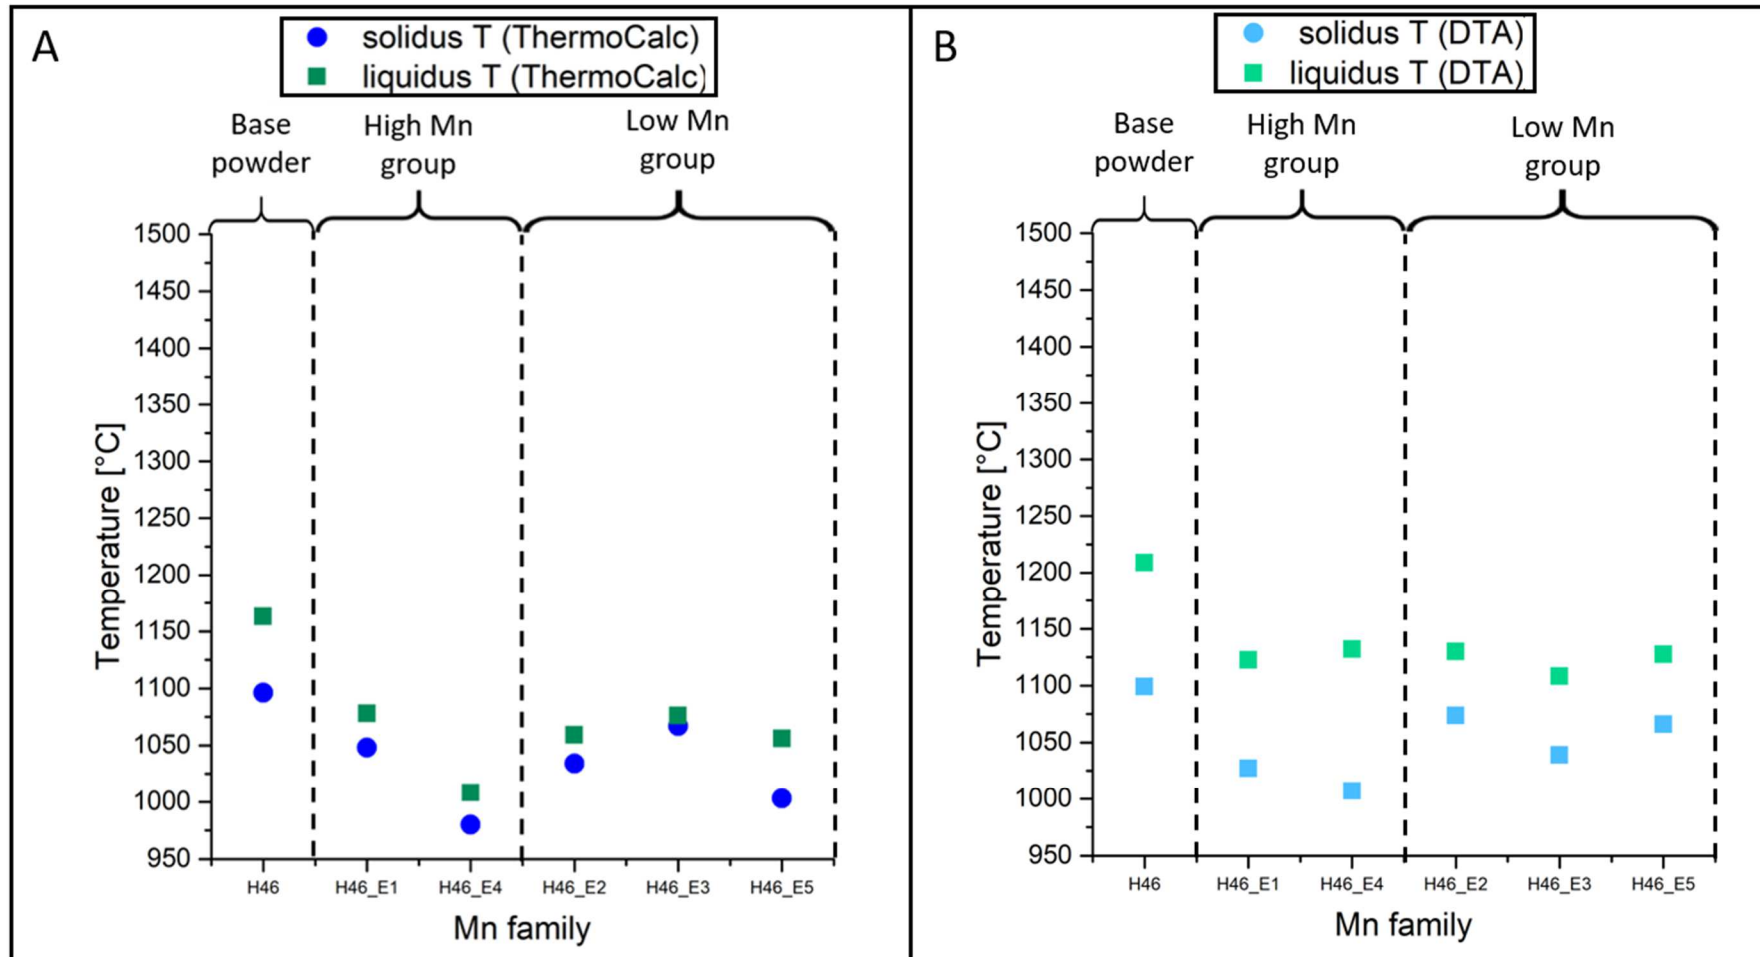 A
solidus T (ThermoCalc)
liquidus T (ThermoCalc)
Base
powder
High Mn
group
Low Mn
group
1500
1450
1400
1350
1300
1250
1200
1150
1100
1050
1000
950
Temperature [°C]
H46
H46_E1
H46_E4
H46_E2
H46_E3
H46_E5
Mn family
B
solidus T (DTA)
liquidus T (DTA)
Base
powder
High Mn
group
Low Mn
group
1500
1450
1400
1350
1300
1250
1200
1150
1100
1050
1000
950
Temperature [°C]
H46
H46_E1
H46_E4
H46_E2
H46_E3
H46_E5
Mn family